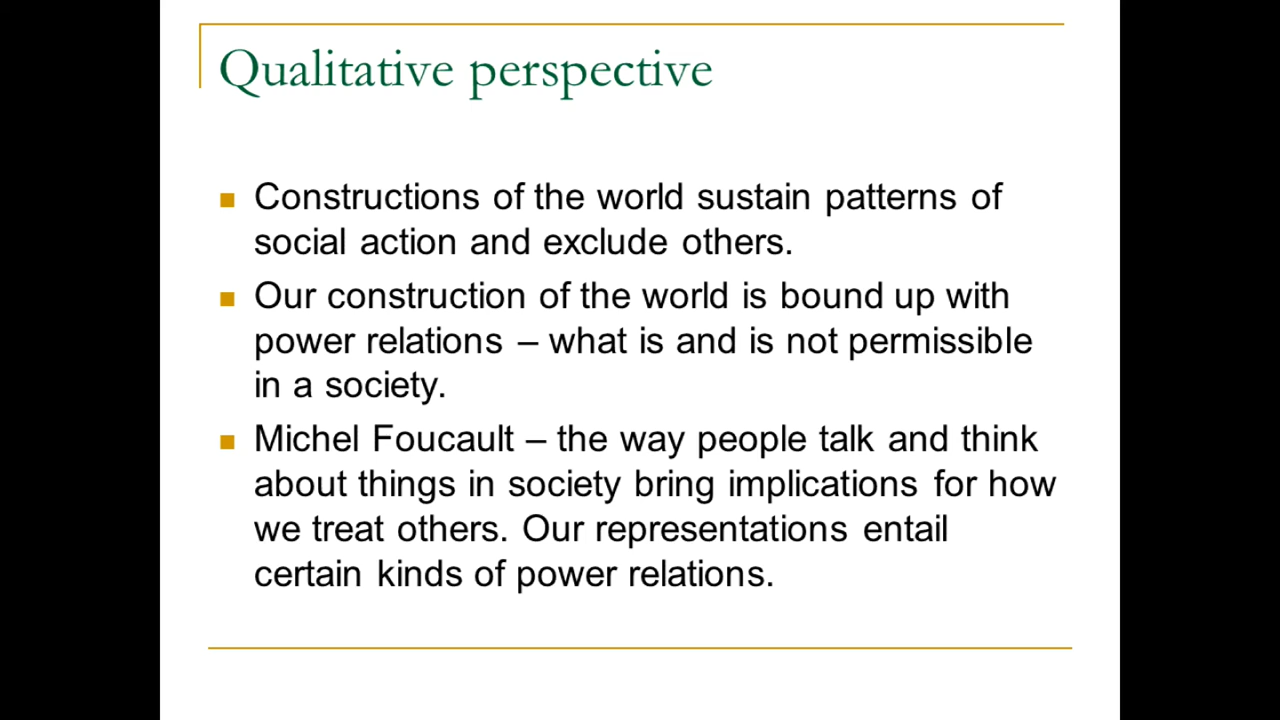 Qualitative perspective
Constructions of the world sustain patterns of
social action and exclude others.
Our construction of the world is bound up with
power relations – what is and is not permissible
in a society.
Michel Foucault – the way people talk and think
about things in society bring implications for how
we treat others. Our representations entail
certain kinds of power relations.